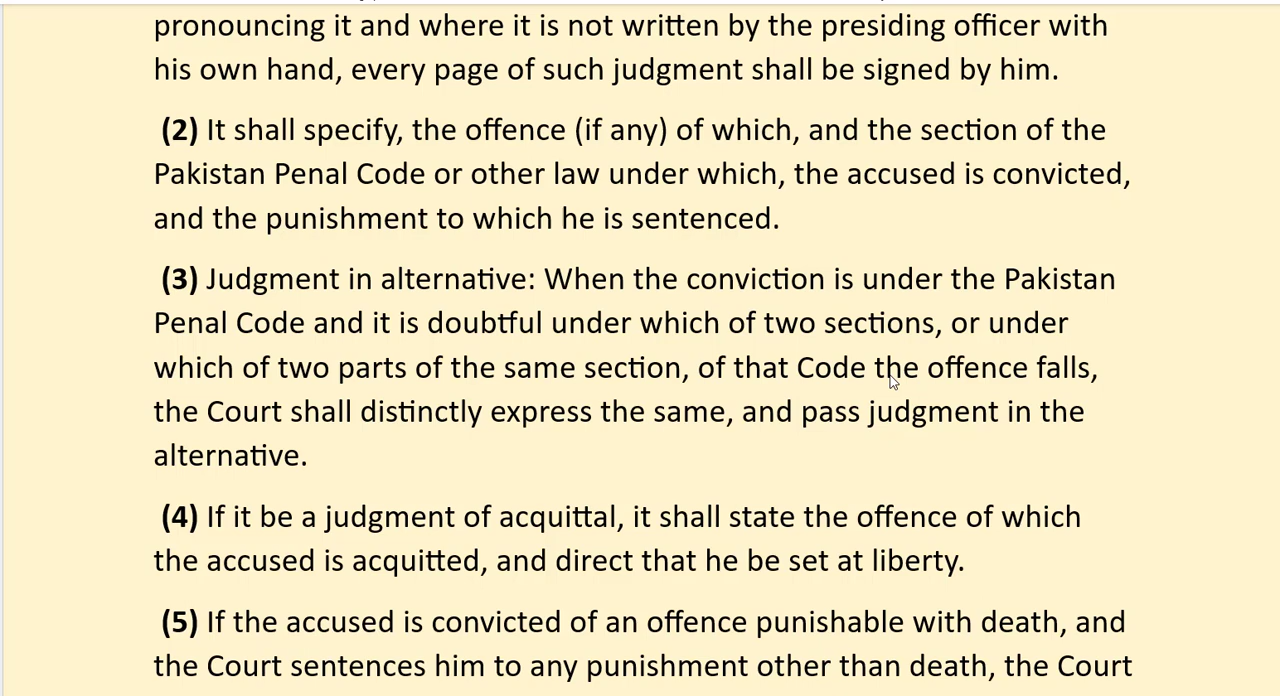 pronouncing it and where it is not written by the presiding officer with
his own hand, every page of such judgment shall be signed by him.
(2) It shall specify, the offence (if any) of which, and the section of the
Pakistan Penal Code or other law under which, the accused is convicted,
and the punishment to which he is sentenced.
(3) Judgment in alternative: When the conviction is under the Pakistan
Penal Code and it is doubtful under which of two sections, or under
which of two parts of the same section, of that Code the offence falls,
the Court shall distinctly express the same, and pass judgment in the
alternative.
(4) If it be a judgment of acquittal, it shall state the offence of which
the accused is acquitted, and direct that he be set at liberty.
(5) If the accused is convicted of an offence punishable with death, and
the Court sentences him to any punishment other than death, the Court